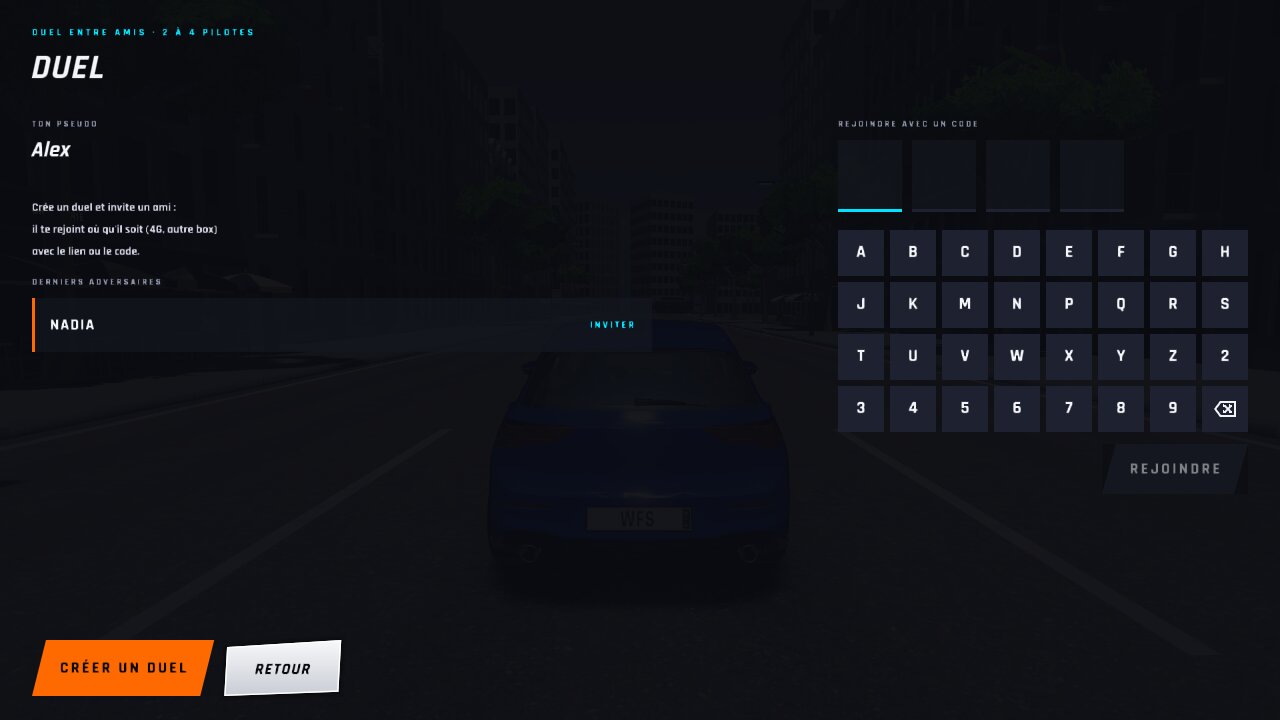 DUEL ENTRE AMIS · 2 À 4 PILOTES
DUEL
TON PSEUDO
Alex
Crée un duel et invite un ami :
il te rejoint où qu'il soit (4G, autre box)
avec le lien ou le code.
DERNIERS ADVERSAIRES
NADIA
INVITER
REJOINDRE AVEC UN CODE
A B C D E F G H
J K M N P Q R S
T U V W X Y Z 2
3 4 5 6 7 8 9
REJOINDRE
WFS
CRÉER UN DUEL
RETOUR